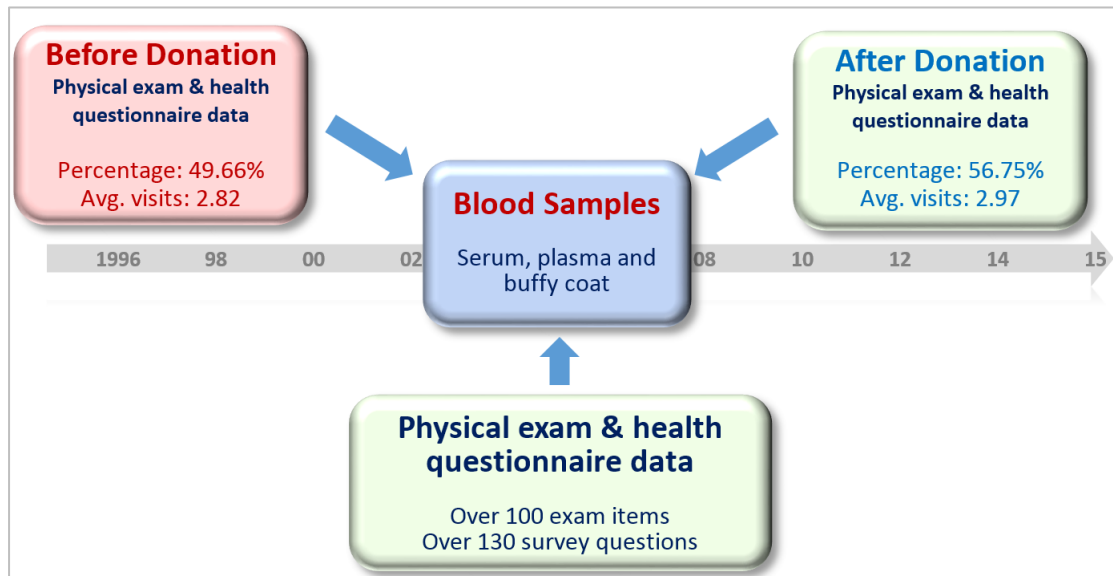 Before Donation
Physical exam & health
questionnaire data
Percentage: 49.66%
Avg. visits: 2.82
After Donation
Physical exam & health
questionnaire data
Percentage: 56.75%
Avg. visits: 2.97
Blood Samples
Serum, plasma and
buffy coat
1996 98 00 02 08 10 12 14 15
Physical exam & health
questionnaire data
Over 100 exam items
Over 130 survey questions